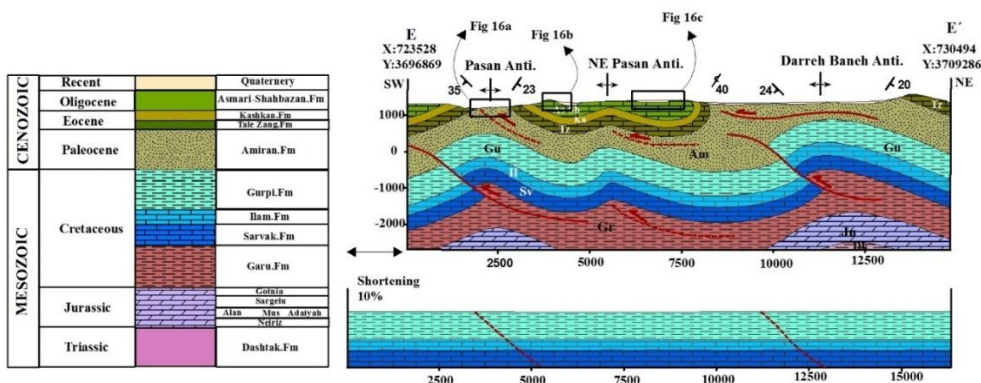 Fig 16a
Fig 16b
Fig 16c
E
X:723528
Y:3696869
SW
Pasan Anti.
NE Pasan Anti.
Darreh Baneh Anti.
E´
X:730494
Y:3709286
NE
35
23
40
24
20
1000
0
-1000
-2000
Ka
Tz
Tz
Gu
Am
Gu
Il
Sv
Gr
Ju
2500
5000
7500
10000
12500
CENOZOIC
Recent
Quaternery
Oligocene
Asmari-Shahbazan.Fm
Eocene
Kashkan.Fm
Tale Zang.Fm
Paleocene
Amiran.Fm
MESOZOIC
Cretaceous
Gurpi.Fm
Ilam.Fm
Sarvak.Fm
Garu.Fm
Jurassic
Gotnia
Sargelu
Alan Mus Adaiyah
Neiriz
Triassic
Dashtak.Fm
Shortening
10%
2500
5000
7500
10000
12500
15000